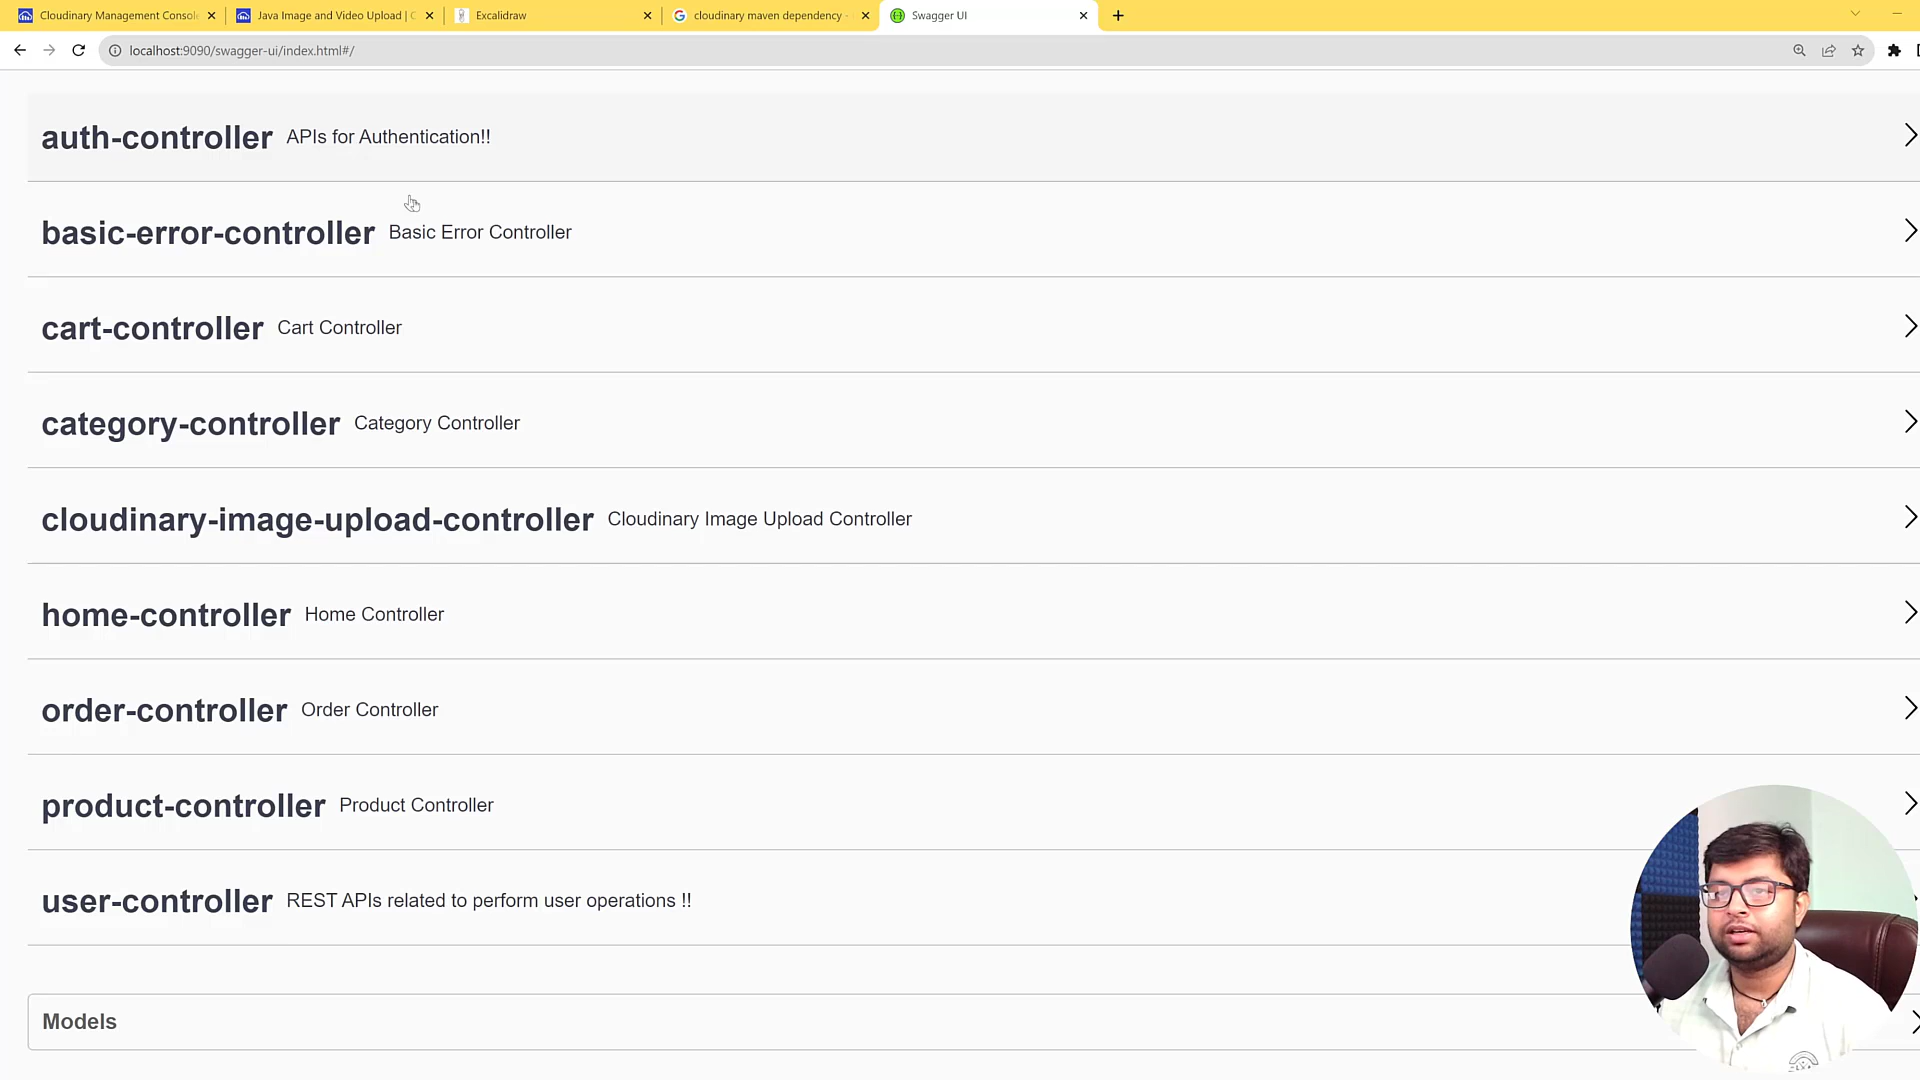 Cloudinary Management Consol
Java Image and Video Upload | C
Excalidraw
cloudinary maven dependency -
Swagger UI
localhost:9090/swagger-ui/index.html#/
auth-controller APIs for Authentication!!
basic-error-controller Basic Error Controller
cart-controller Cart Controller
category-controller Category Controller
cloudinary-image-upload-controller Cloudinary Image Upload Controller
home-controller Home Controller
order-controller Order Controller
product-controller Product Controller
user-controller REST APIs related to perform user operations !!
Models